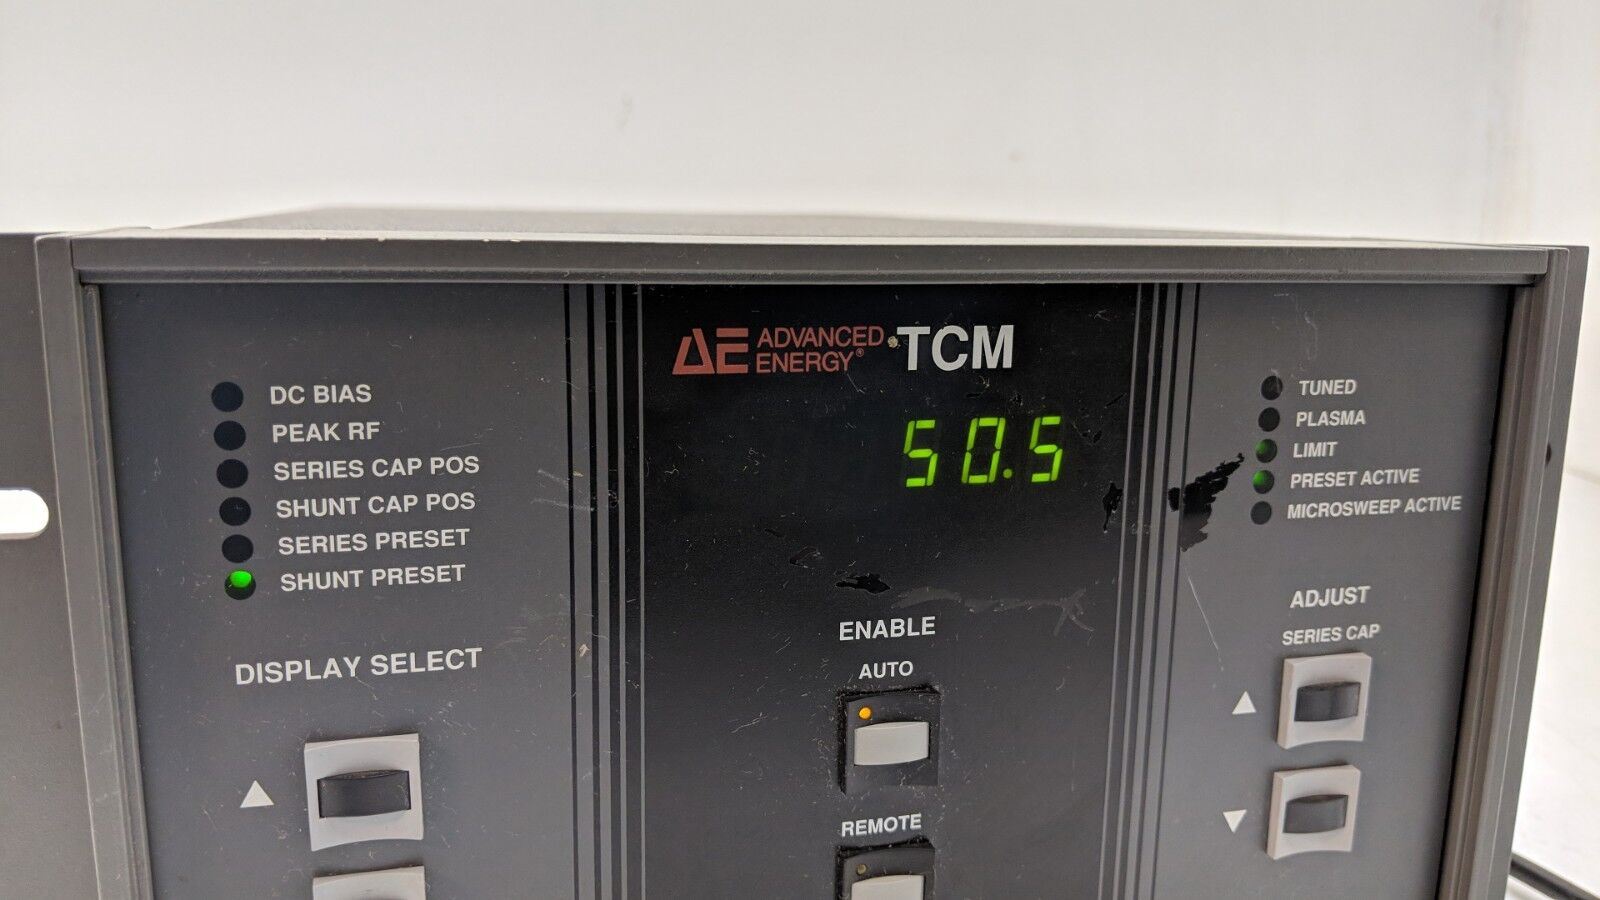 DC BIAS
PEAK RF
SERIES CAP POS
SHUNT CAP POS
SERIES PRESET
SHUNT PRESET
DISPLAY SELECT
AE ADVANCED ENERGY® TCM
50.5
ENABLE
AUTO
REMOTE
TUNED
PLASMA
LIMIT
PRESET ACTIVE
MICROSWEEP ACTIVE
ADJUST
SERIES CAP